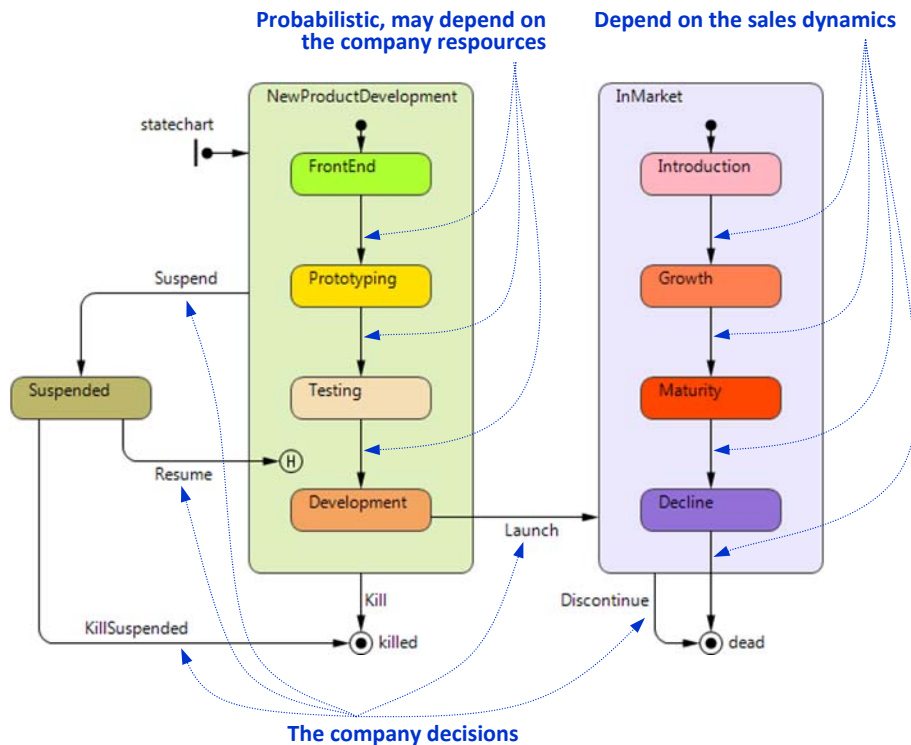 Probabilistic, may depend on
the company respources
Depend on the sales dynamics
NewProductDevelopment
InMarket
statechart
FrontEnd
Introduction
Suspend
Prototyping
Growth
Suspended
Testing
Maturity
Resume
H
Development
Launch
Decline
Kill
Discontinue
KillSuspended
killed
dead
The company decisions